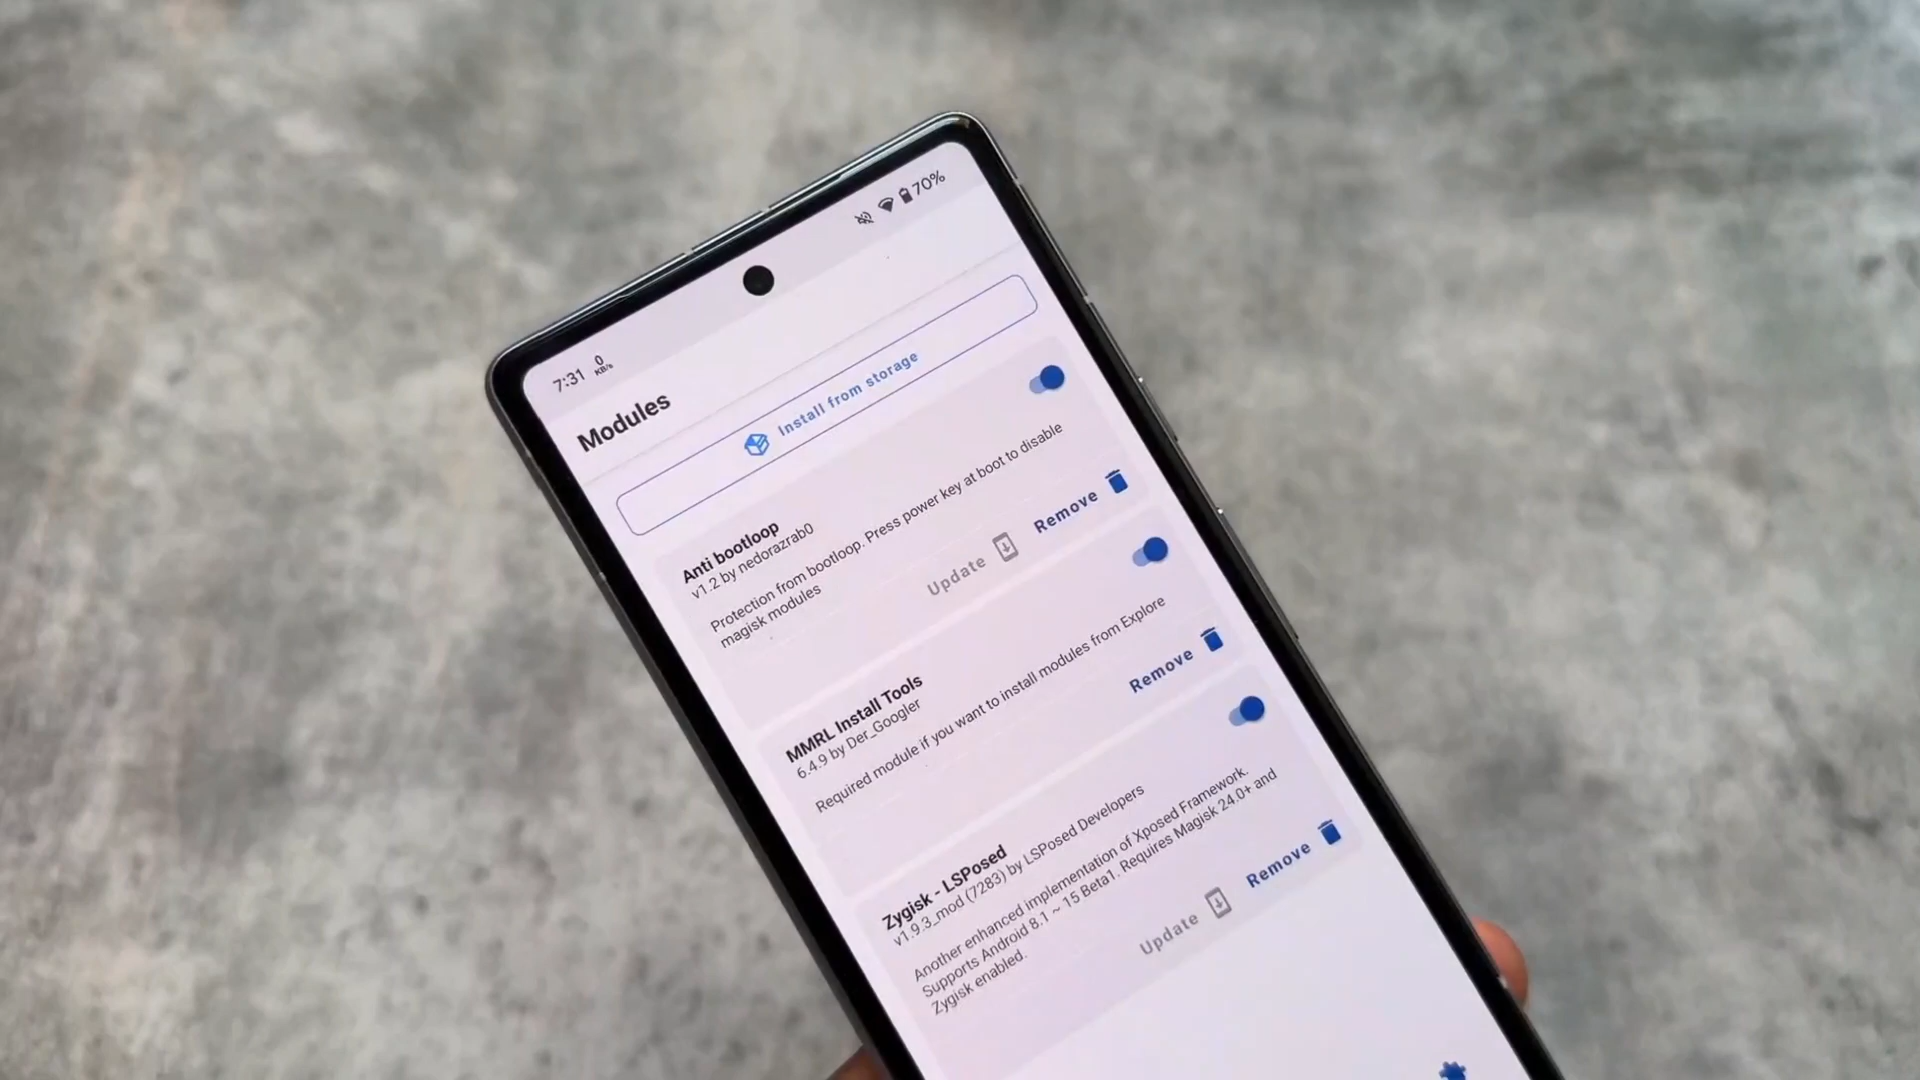 7:31
0
KB/s
70%
Modules
Install from storage
Anti bootloop
v1.2 by nedorazrab0
Protection from bootloop. Press power key at boot to disable
magisk modules
Update
Remove
MMRL Install Tools
6.4.9 by Der_Googler
Required module if you want to install modules from Explore
Remove
Zygisk - LSPosed
v1.9.3_mod (7283) by LSPosed Developers
Another enhanced implementation of Xposed Framework.
Supports Android 8.1 ~ 15 Beta1. Requires Magisk 24.0+ and
Zygisk enabled.
Update
Remove